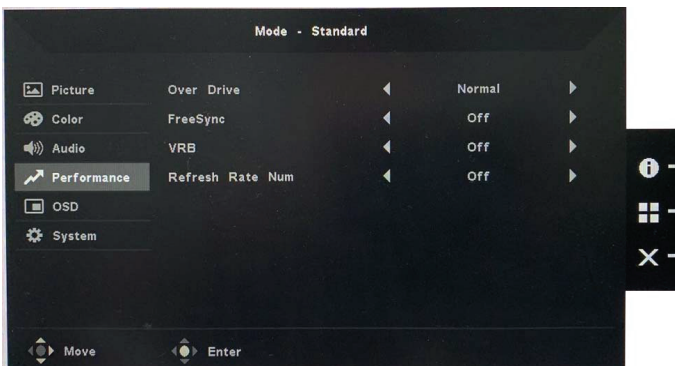 Mode - Standard
Picture
Over Drive Normal
Color
FreeSync Off
Audio
VRB Off
Performance
Refresh Rate Num Off
OSD
System
Move Enter